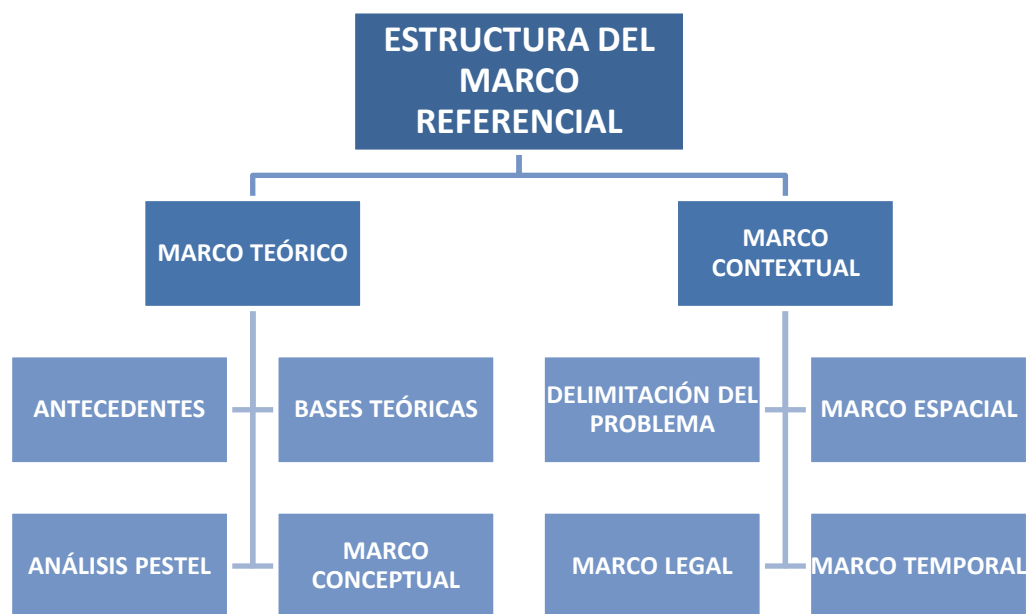 ESTRUCTURA DEL
MARCO
REFERENCIAL
MARCO TEÓRICO
MARCO
CONTEXTUAL
ANTECEDENTES
BASES TEÓRICAS
DELIMITACIÓN DEL
PROBLEMA
MARCO ESPACIAL
ANÁLISIS PESTEL
MARCO
CONCEPTUAL
MARCO LEGAL
MARCO TEMPORAL